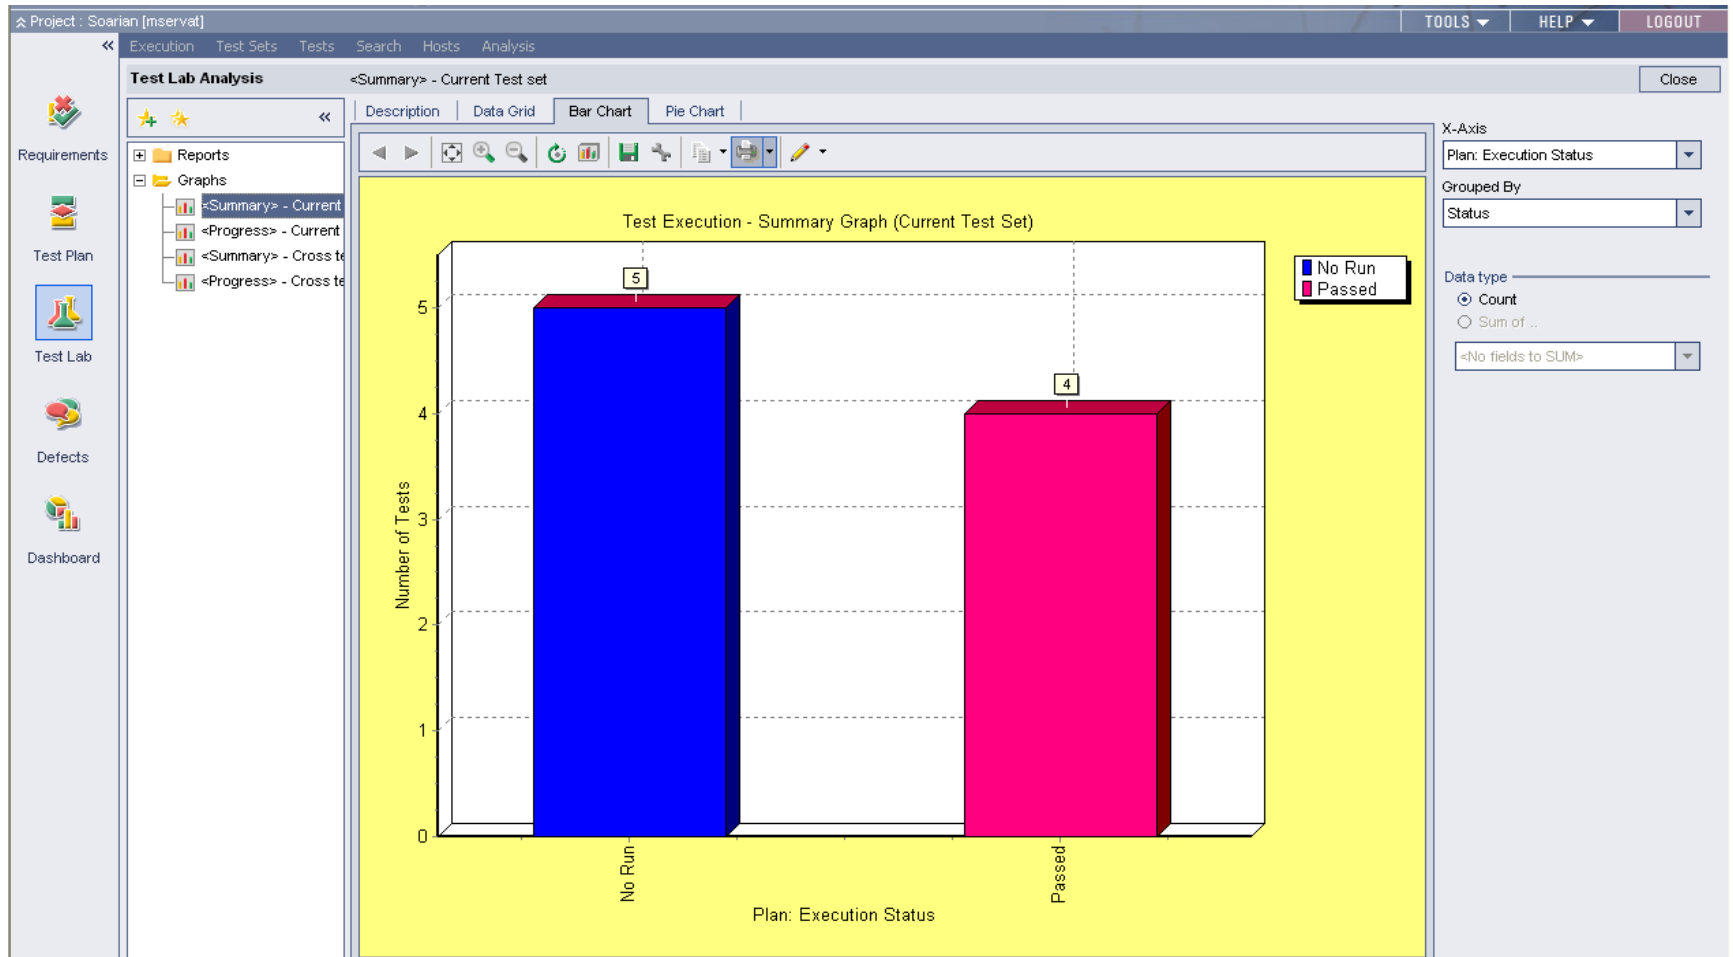 Project : Soarian [mservat]
TOOLS HELP LOGOUT
Execution Test Sets Tests Search Hosts Analysis
Test Lab Analysis
<Summary> - Current Test set
Close
Requirements
Test Plan
Test Lab
Defects
Dashboard
Reports
Graphs
<Summary> - Current
<Progress> - Current
<Summary> - Cross te
<Progress> - Cross te
Description Data Grid Bar Chart Pie Chart
Test Execution - Summary Graph (Current Test Set)
No Run
Passed
5
4
5
4
3
2
1
0
Number of Tests
No Run
Passed
Plan: Execution Status
X-Axis
Plan: Execution Status
Grouped By
Status
Data type
Count
Sum of ..
<No fields to SUM>